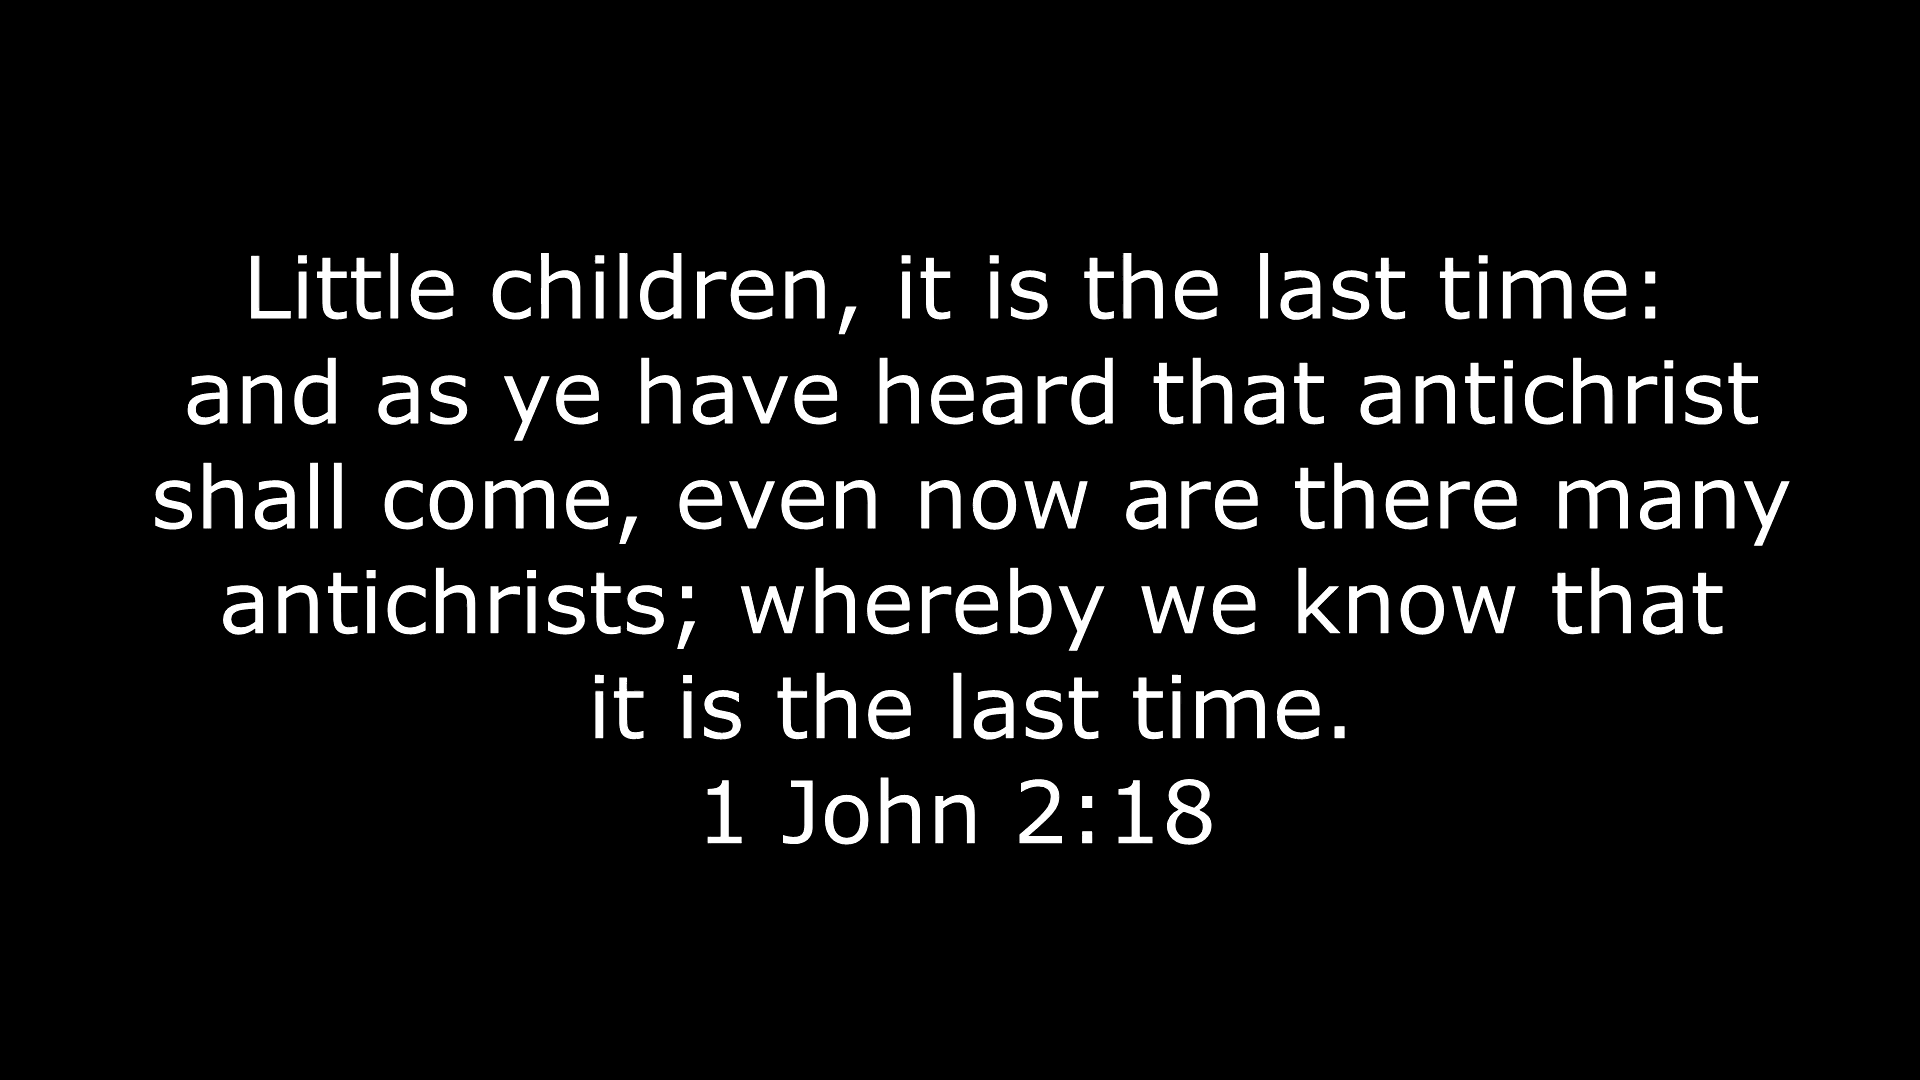 Little children, it is the last time:
and as ye have heard that antichrist
shall come, even now are there many
antichrists; whereby we know that
it is the last time.
1 John 2:18